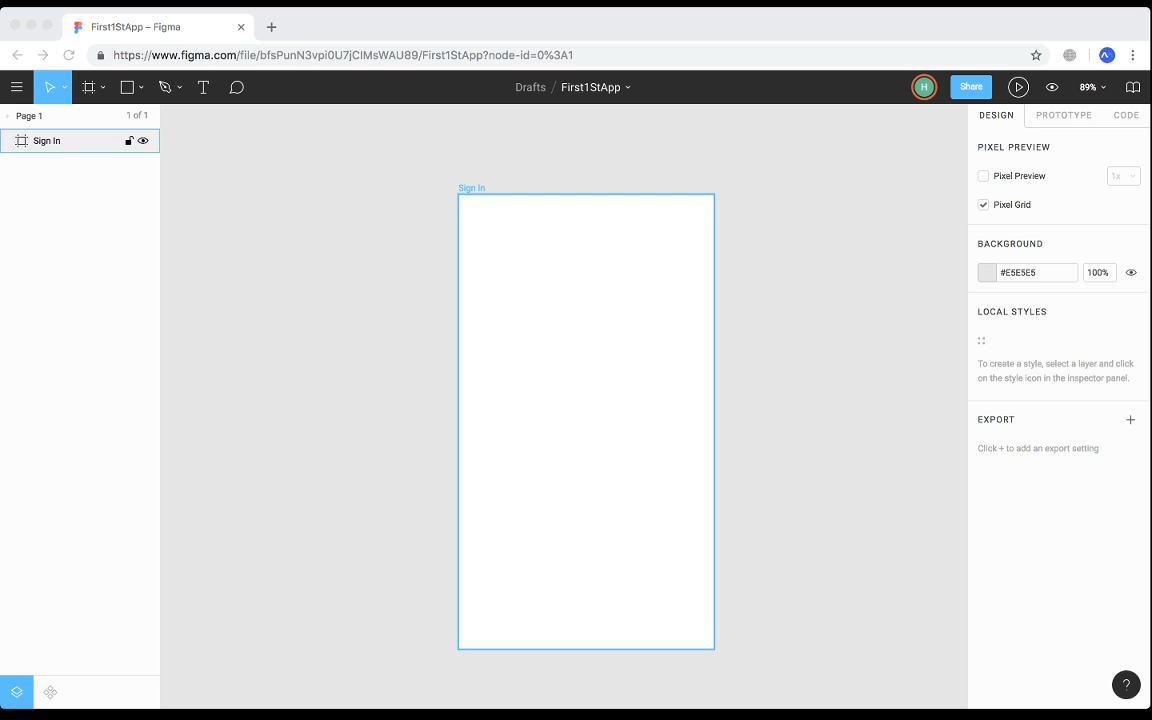 First1StApp – Figma
https://www.figma.com/file/bfsPunN3vpi0U7jCIMsWAU89/First1StApp?node-id=0%3A1
Drafts / First1StApp
H
Share
89%
Page 1
1 of 1
DESIGN
PROTOTYPE
CODE
Sign In
PIXEL PREVIEW
Pixel Preview
1x
Sign In
Pixel Grid
BACKGROUND
#E5E5E5
100%
LOCAL STYLES
To create a style, select a layer and click
on the style icon in the inspector panel.
EXPORT
Click + to add an export setting
?